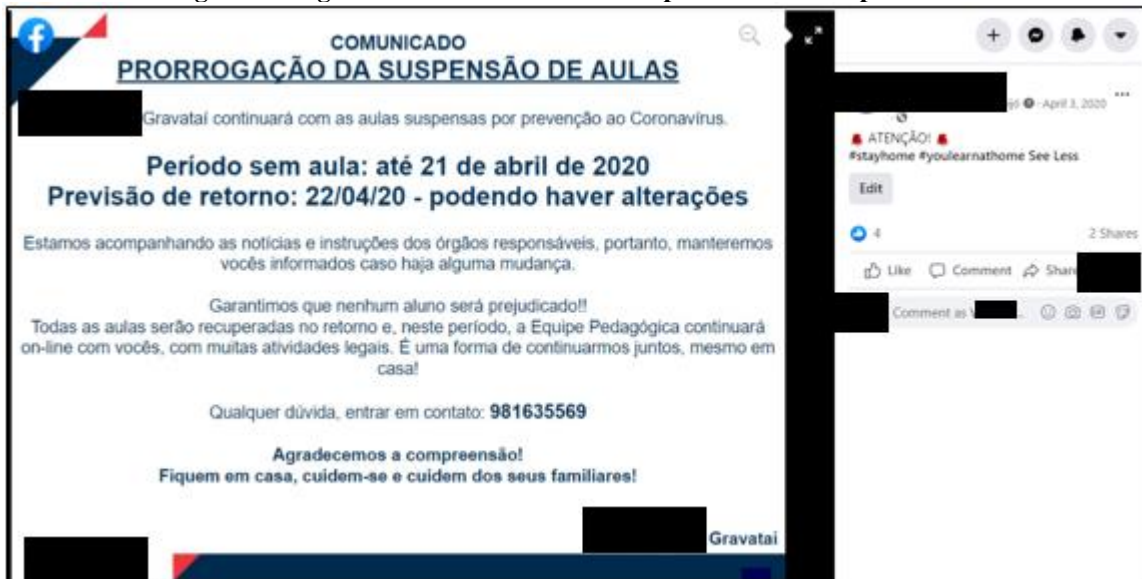 COMUNICADO
PRORROGAÇÃO DA SUSPENSÃO DE AULAS
Gravataí continuará com as aulas suspensas por prevenção ao Coronavírus.
Período sem aula: até 21 de abril de 2020
Previsão de retorno: 22/04/20 - podendo haver alterações
Estamos acompanhando as notícias e instruções dos órgãos responsáveis, portanto, manteremos
vocês informados caso haja alguma mudança.
Garantimos que nenhum aluno será prejudicado!!
Todas as aulas serão recuperadas no retorno e, neste período, a Equipe Pedagógica continuará
on-line com vocês, com muitas atividades legais. É uma forma de continuarmos juntos, mesmo em
casa!
Qualquer dúvida, entrar em contato: 981635569
Agradecemos a compreensão!
Fiquem em casa, cuidem-se e cuidem dos seus familiares!
Gravataí
April 3, 2020
ATENÇÃO!
#stayhome #youlearnathome See Less
Edit
4
2 Shares
Like Comment Share
Comment as